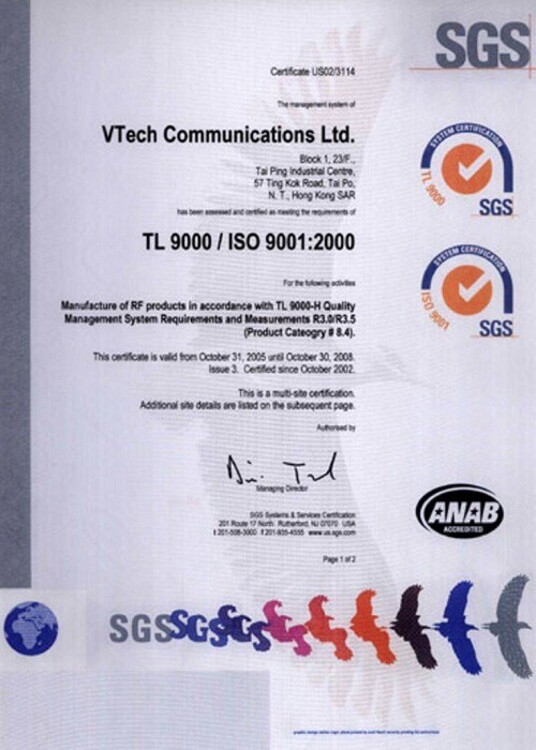 SGS
Certificate US02/3114
The management system of
VTech Communications Ltd.
Block 1, 23/F.,
Tai Ping Industrial Centre,
57 Ting Kok Road, Tai Po,
N. T., Hong Kong SAR
has been assessed and certified as meeting the requirements of
TL 9000 / ISO 9001:2000
For the following activities
Manufacture of RF products in accordance with TL 9000-H Quality
Management System Requirements and Measurements R3.0/R3.5
(Product Cateogry # 8.4).
This certificate is valid from October 31, 2005 until October 30, 2008.
Issue 3. Certified since October 2002.
This is a multi-site certification.
Additional site details are listed on the subsequent page.
Authorised by
Managing Director
SGS Systems & Services Certification
201 Route 17 North Rutherford, NJ 07070 USA
t 201-508-3000 f 201-935-4555 www.us.sgs.com
Page 1 of 2
SYSTEM CERTIFICATION
TL 9000
SGS
SYSTEM CERTIFICATION
ISO 9001
SGS
ANAB
ACCREDITED
SGS SGS SGS